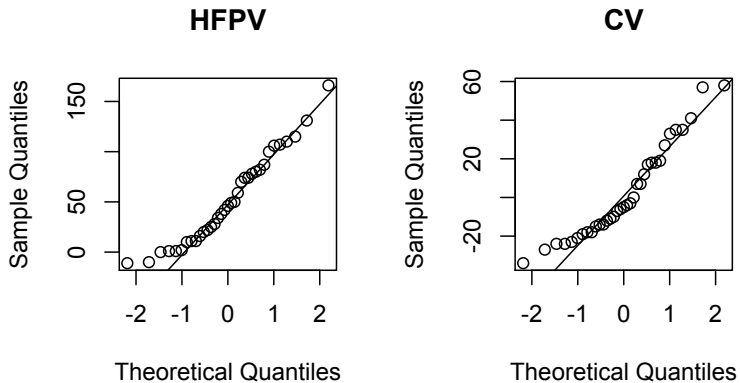 HFPV
Sample Quantiles
0 50 150
-2 -1 0 1 2
Theoretical Quantiles
CV
Sample Quantiles
-20 20 60
-2 -1 0 1 2
Theoretical Quantiles